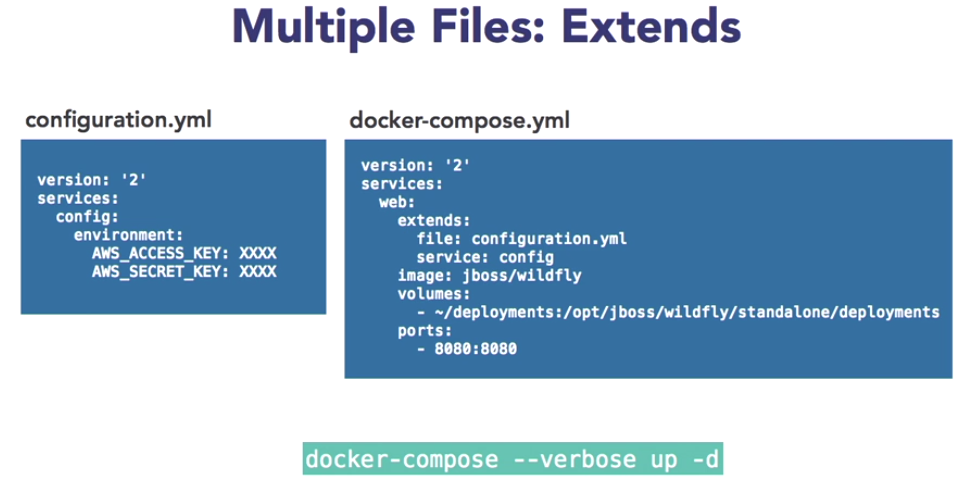 Multiple Files: Extends
configuration.yml
version: '2'
services:
  config:
    environment:
      AWS_ACCESS_KEY: XXXX
      AWS_SECRET_KEY: XXXX
docker-compose.yml
version: '2'
services:
  web:
    extends:
      file: configuration.yml
      service: config
    image: jboss/wildfly
    volumes:
      - ~/deployments:/opt/jboss/wildfly/standalone/deployments
    ports:
      - 8080:8080
docker-compose --verbose up -d